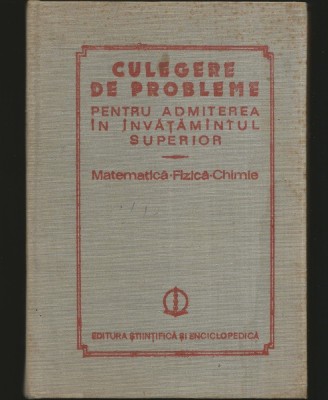 CULEGERE
DE PROBLEME
PENTRU ADMITEREA
ÎN ÎNVĂȚĂMÎNTUL
SUPERIOR
Matematică·Fizică·Chimie
EDITURA ȘTIINȚIFICĂ ȘI ENCICLOPEDICĂ